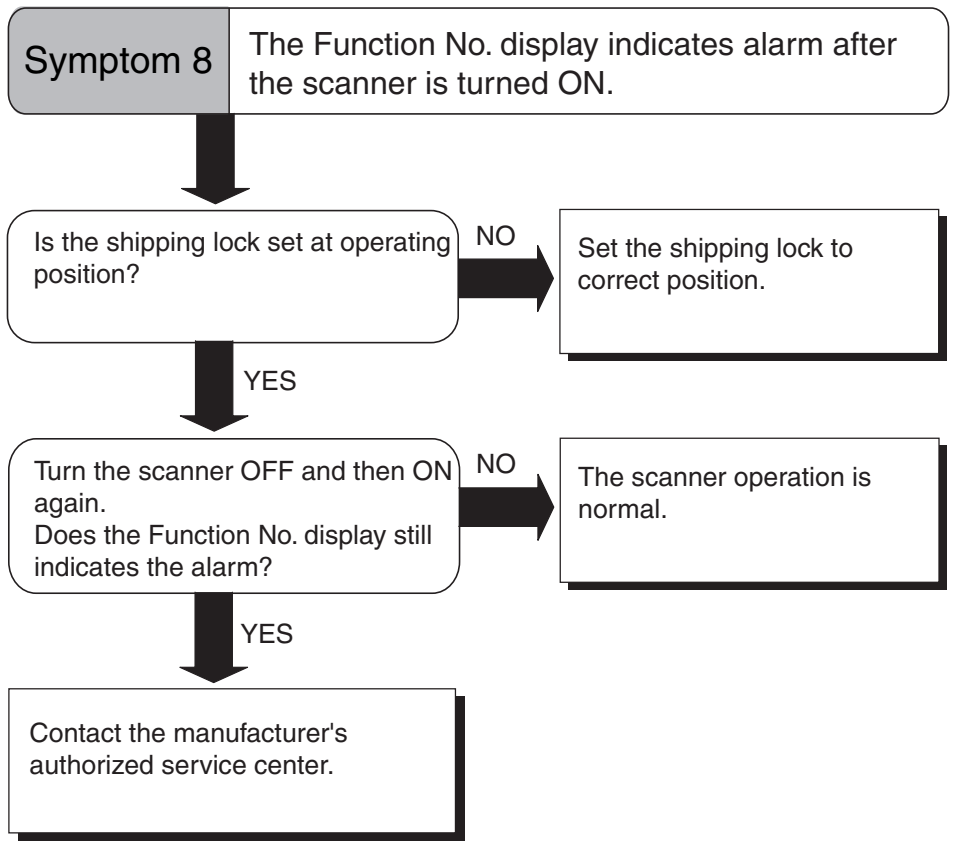 Symptom 8
The Function No. display indicates alarm after
the scanner is turned ON.
Is the shipping lock set at operating
position?
NO
Set the shipping lock to
correct position.
YES
Turn the scanner OFF and then ON
again.
Does the Function No. display still
indicates the alarm?
NO
The scanner operation is
normal.
YES
Contact the manufacturer's
authorized service center.